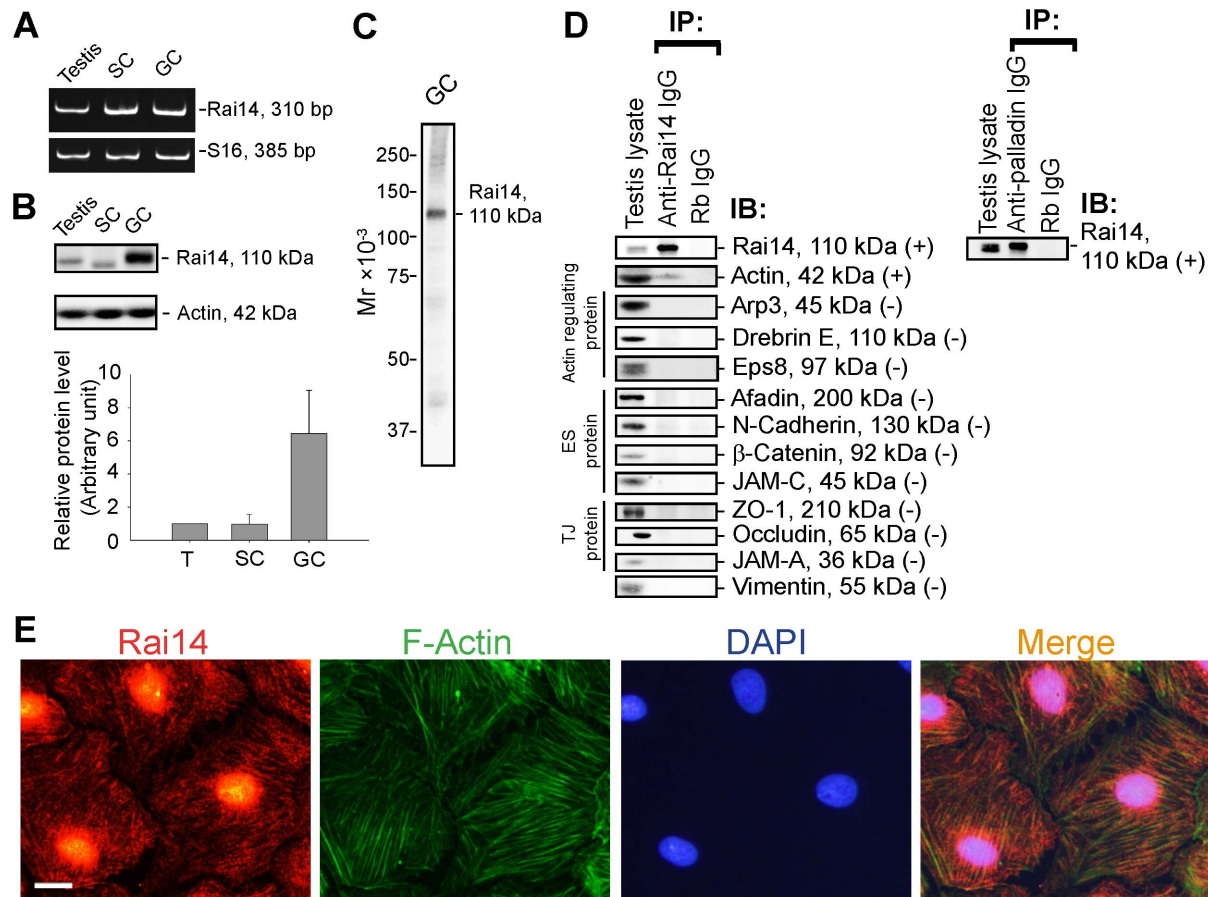 A
Testis
SC
GC
-Rai14, 310 bp
-S16, 385 bp
B
Testis
SC
GC
- Rai14, 110 kDa
- Actin, 42 kDa
Relative protein level
(Arbitrary unit)
10
8
6
4
2
0
T
SC
GC
C
GC
Mr ×10-3
250-
150-
100-
75-
50-
37-
Rai14,
110 kDa
D
IP:
Testis lysate
Anti-Rai14 IgG
Rb IgG
IB:
Rai14, 110 kDa (+)
Actin, 42 kDa (+)
Actin regulating
protein
Arp3, 45 kDa (-)
Drebrin E, 110 kDa (-)
Eps8, 97 kDa (-)
ES
protein
Afadin, 200 kDa (-)
N-Cadherin, 130 kDa (-)
β-Catenin, 92 kDa (-)
JAM-C, 45 kDa (-)
TJ
protein
ZO-1, 210 kDa (-)
Occludin, 65 kDa (-)
JAM-A, 36 kDa (-)
Vimentin, 55 kDa (-)
IP:
Testis lysate
Anti-palladin IgG
Rb IgG
IB:
Rai14,
110 kDa (+)
E
Rai14
F-Actin
DAPI
Merge